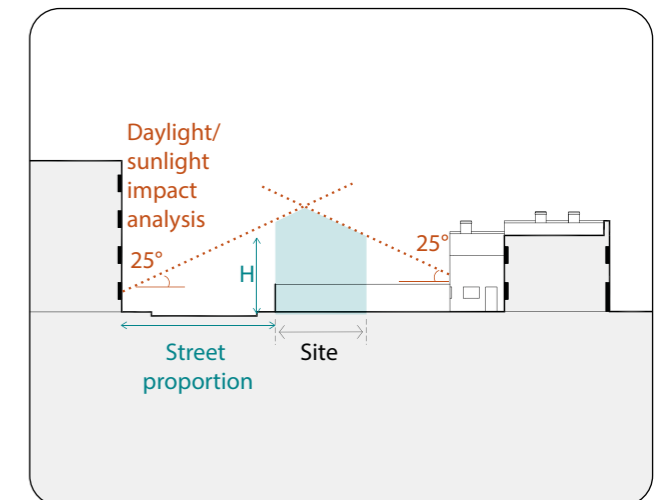 Daylight/
sunlight
impact
analysis
25°
25°
H
Street
proportion
Site